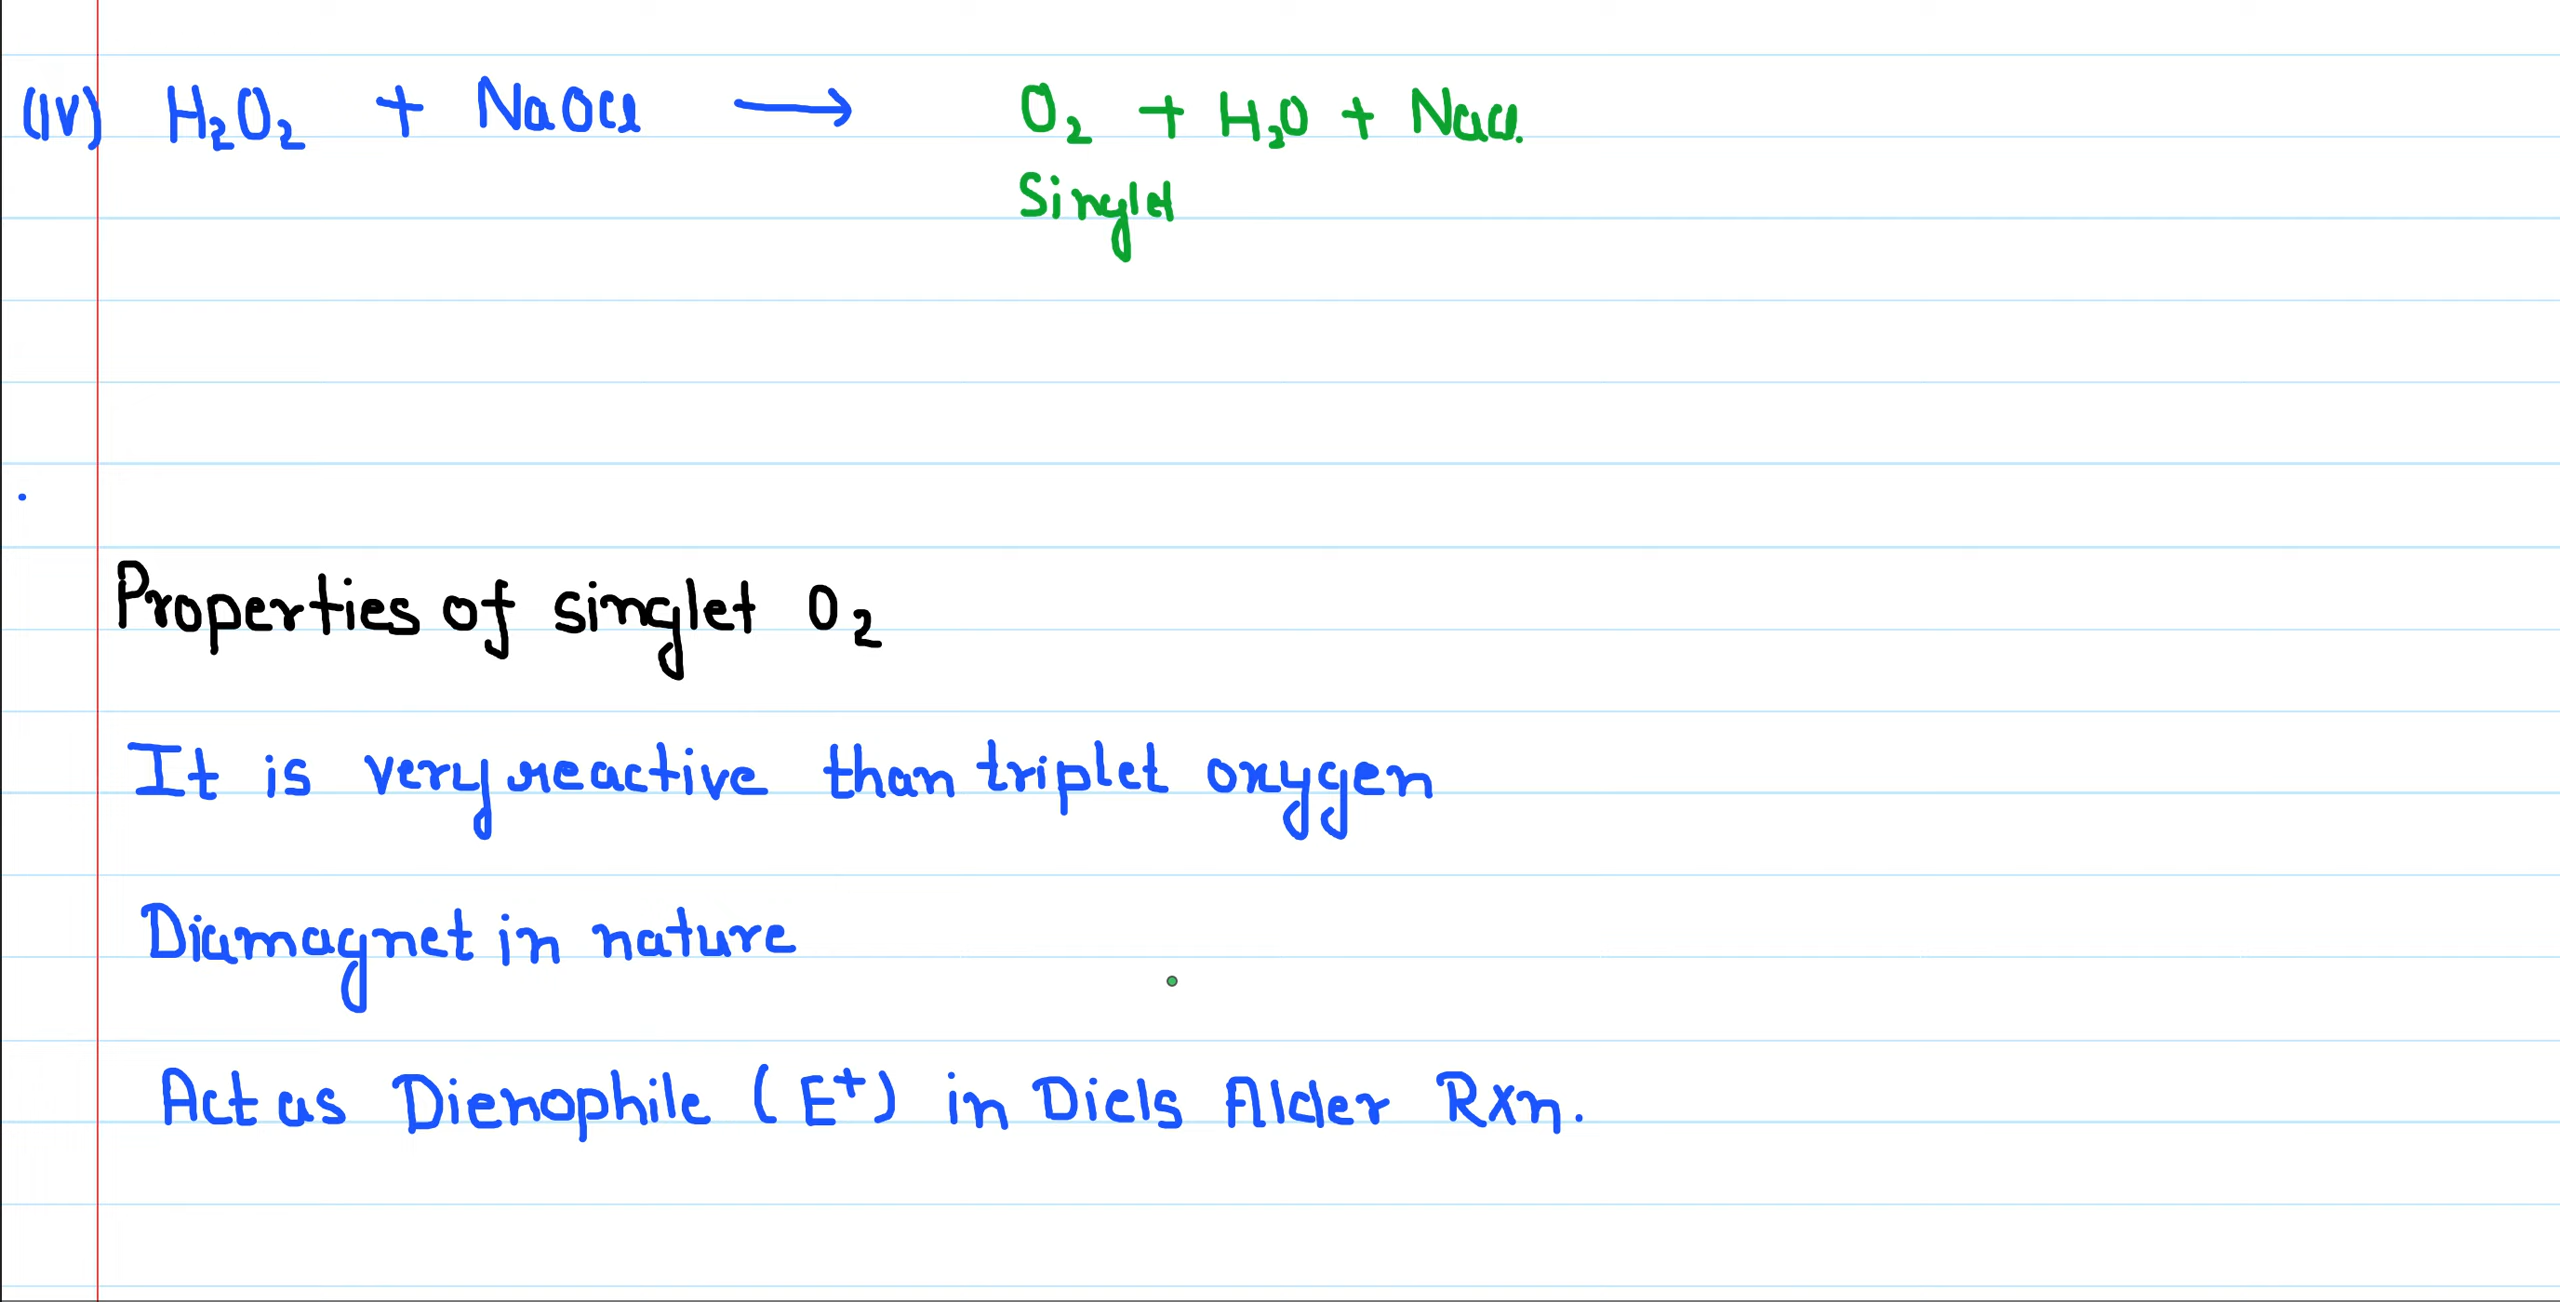 (IV) H₂O₂ + NaOCl ⟶ O₂ + H₂O + NaCl.
Singlet
Properties of singlet O₂
It is very reactive than triplet oxygen
Diamagnet in nature
Act as Dienophile (E⁺) in Diels Alder Rxn.